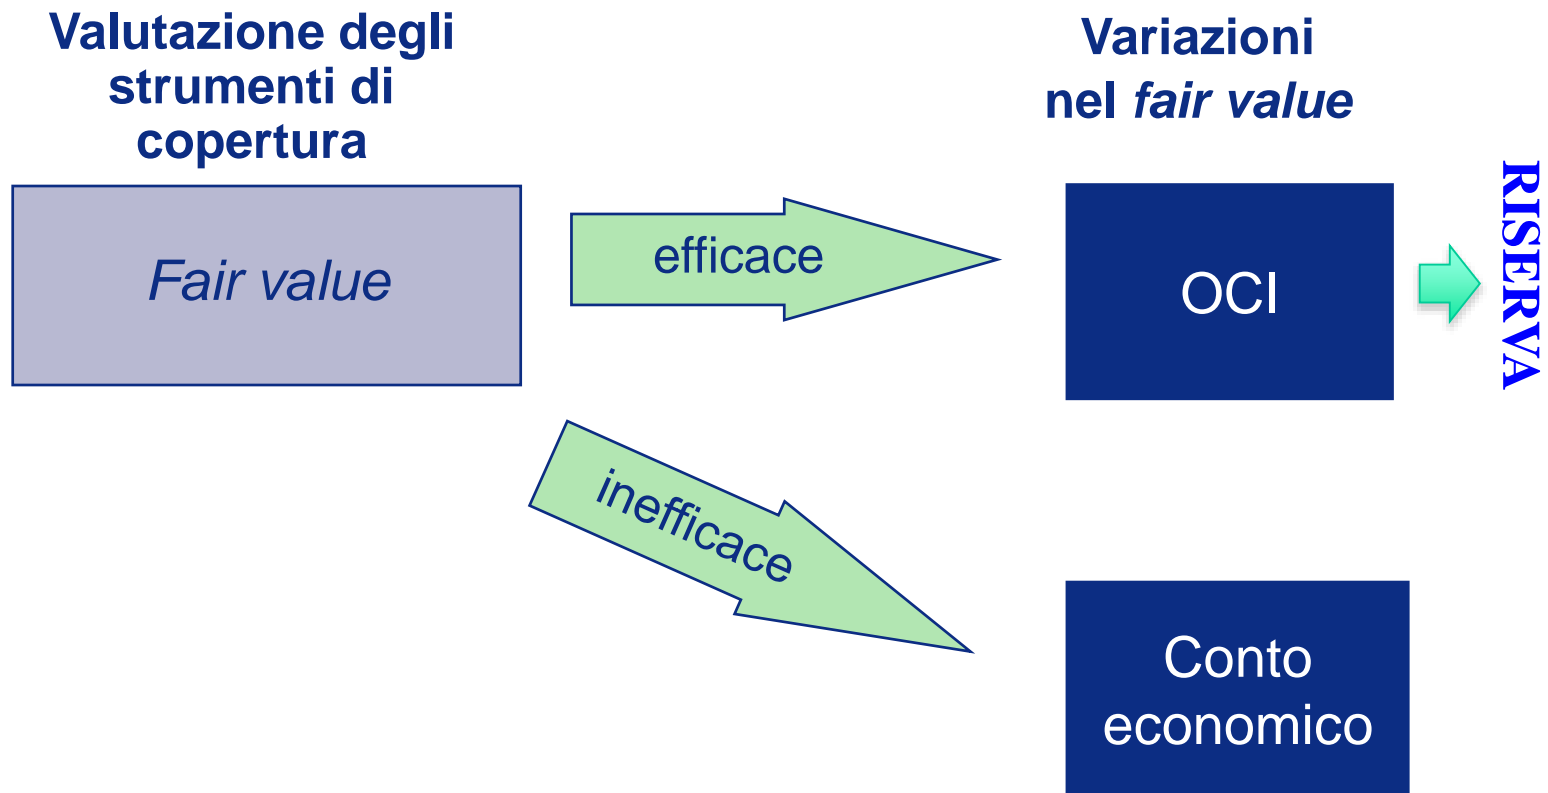 Valutazione degli
strumenti di
copertura
Variazioni
nel fair value
Fair value
efficace
OCI
RISERVA
inefficace
Conto
economico